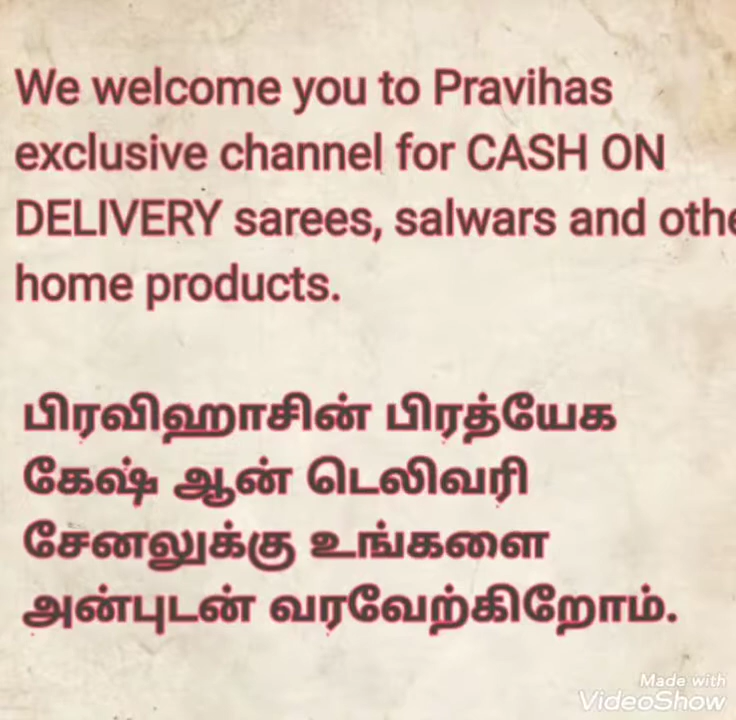 We welcome you to Pravihas
exclusive channel for CASH ON
DELIVERY sarees, salwars and othe
home products.
பிரவிஹாசின் பிரத்யேக
கேஷ் ஆன் டெலிவரி
சேனலுக்கு உங்களை
அன்புடன் வரவேற்கிறோம்.
Made with
VideoShow